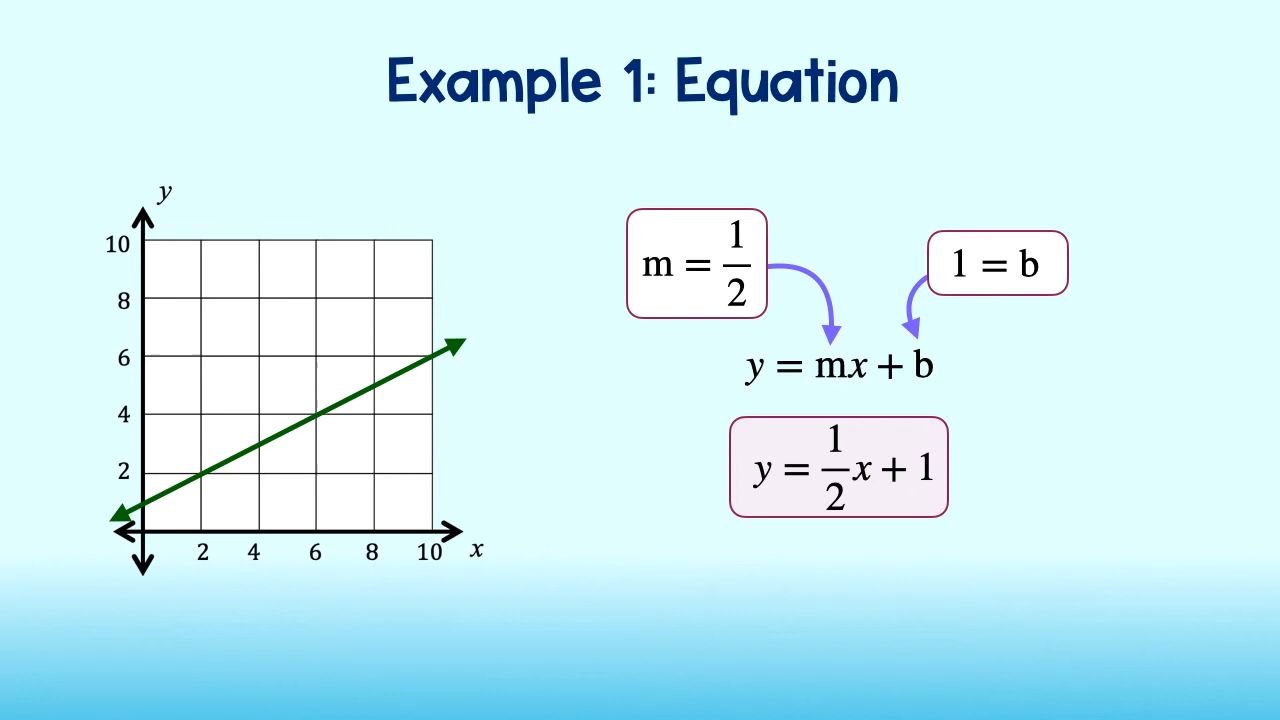 Example 1: Equation
y
10
8
6
4
2
2 4 6 8 10 x
m = 1/2
1 = b
y = mx + b
y = 1/2 x + 1